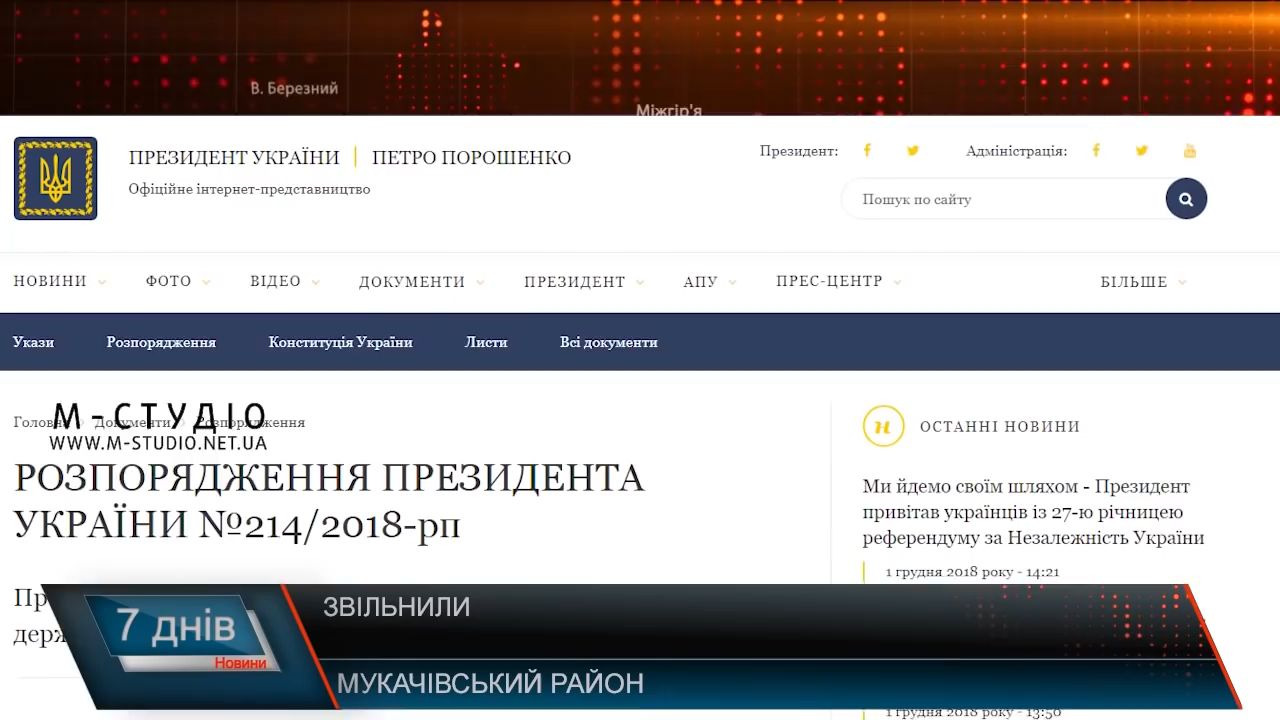 В. Березний
Міжгір'я
ПРЕЗИДЕНТ УКРАЇНИ | ПЕТРО ПОРОШЕНКО
Офіційне інтернет-представництво
Президент:
Адміністрація:
Пошук по сайту
НОВИНИ ФОТО ВІДЕО ДОКУМЕНТИ ПРЕЗИДЕНТ АПУ ПРЕС-ЦЕНТР БІЛЬШЕ
Укази Розпорядження Конституція України Листи Всі документи
Головна Документи Розпорядження
М-СТУДІО
WWW.M-STUDIO.NET.UA
РОЗПОРЯДЖЕННЯ ПРЕЗИДЕНТА
УКРАЇНИ №214/2018-рп
ОСТАННІ НОВИНИ
Ми йдемо своїм шляхом - Президент
привітав українців із 27-ю річницею
референдуму за Незалежність України
1 грудня 2018 року - 14:21
7 днів
Новини
ЗВІЛЬНИЛИ
МУКАЧІВСЬКИЙ РАЙОН
1 грудня 2018 року - 13:50